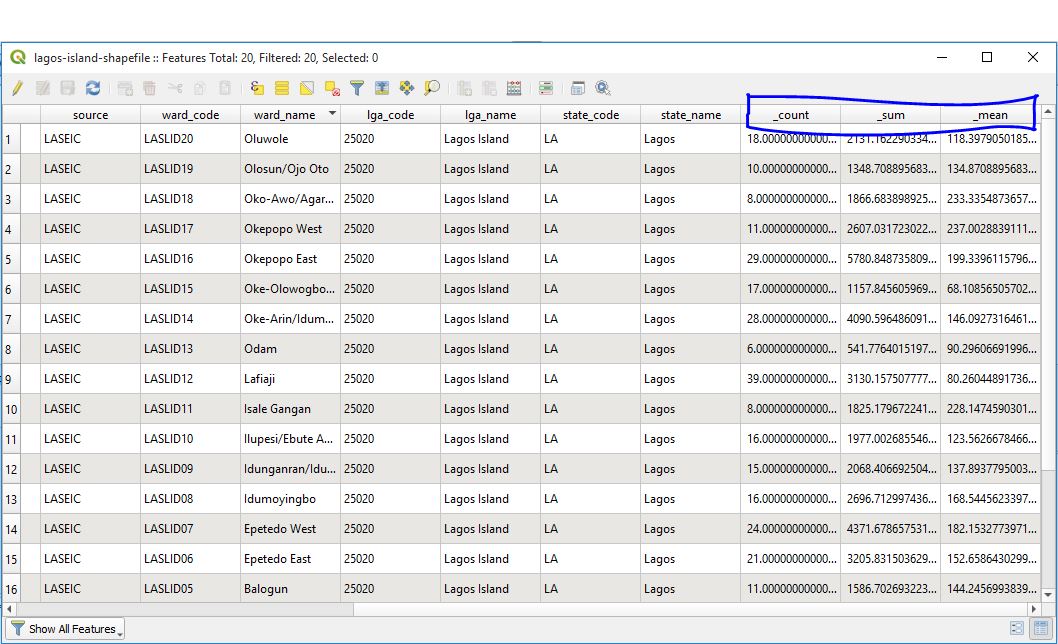 lagos-island-shapefile :: Features Total: 20, Filtered: 20, Selected: 0
source ward_code ward_name lga_code lga_name state_code state_name _count _sum _mean
1 LASEIC LASLID20 Oluwole 25020 Lagos Island LA Lagos 18.00000000000... 2131.162290334... 118.3979050185...
2 LASEIC LASLID19 Olosun/Ojo Oto 25020 Lagos Island LA Lagos 10.00000000000... 1348.708895683... 134.8708895683...
3 LASEIC LASLID18 Oko-Awo/Agar... 25020 Lagos Island LA Lagos 8.000000000000... 1866.683898925... 233.3354873657...
4 LASEIC LASLID17 Okepopo West 25020 Lagos Island LA Lagos 11.00000000000... 2607.031723022... 237.0028839111...
5 LASEIC LASLID16 Okepopo East 25020 Lagos Island LA Lagos 29.00000000000... 5780.848735809... 199.3396115796...
6 LASEIC LASLID15 Oke-Olowogbo... 25020 Lagos Island LA Lagos 17.00000000000... 1157.845605969... 68.10856505702...
7 LASEIC LASLID14 Oke-Arin/Idum... 25020 Lagos Island LA Lagos 28.00000000000... 4090.596486091... 146.0927316461...
8 LASEIC LASLID13 Odam 25020 Lagos Island LA Lagos 6.000000000000... 541.7764015197... 90.29606691996...
9 LASEIC LASLID12 Lafiaji 25020 Lagos Island LA Lagos 39.00000000000... 3130.157507777... 80.26044891736...
10 LASEIC LASLID11 Isale Gangan 25020 Lagos Island LA Lagos 8.000000000000... 1825.179672241... 228.1474590301...
11 LASEIC LASLID10 Ilupesi/Ebute A... 25020 Lagos Island LA Lagos 16.00000000000... 1977.002685546... 123.5626678466...
12 LASEIC LASLID09 Idunganran/Idu... 25020 Lagos Island LA Lagos 15.00000000000... 2068.406692504... 137.8937795003...
13 LASEIC LASLID08 Idumoyingbo 25020 Lagos Island LA Lagos 16.00000000000... 2696.712997436... 168.5445623397...
14 LASEIC LASLID07 Epetedo West 25020 Lagos Island LA Lagos 24.00000000000... 4371.678657531... 182.1532773971...
15 LASEIC LASLID06 Epetedo East 25020 Lagos Island LA Lagos 21.00000000000... 3205.831503629... 152.6586430299...
16 LASEIC LASLID05 Balogun 25020 Lagos Island LA Lagos 11.00000000000... 1586.702693223... 144.2456993839...
Show All Features